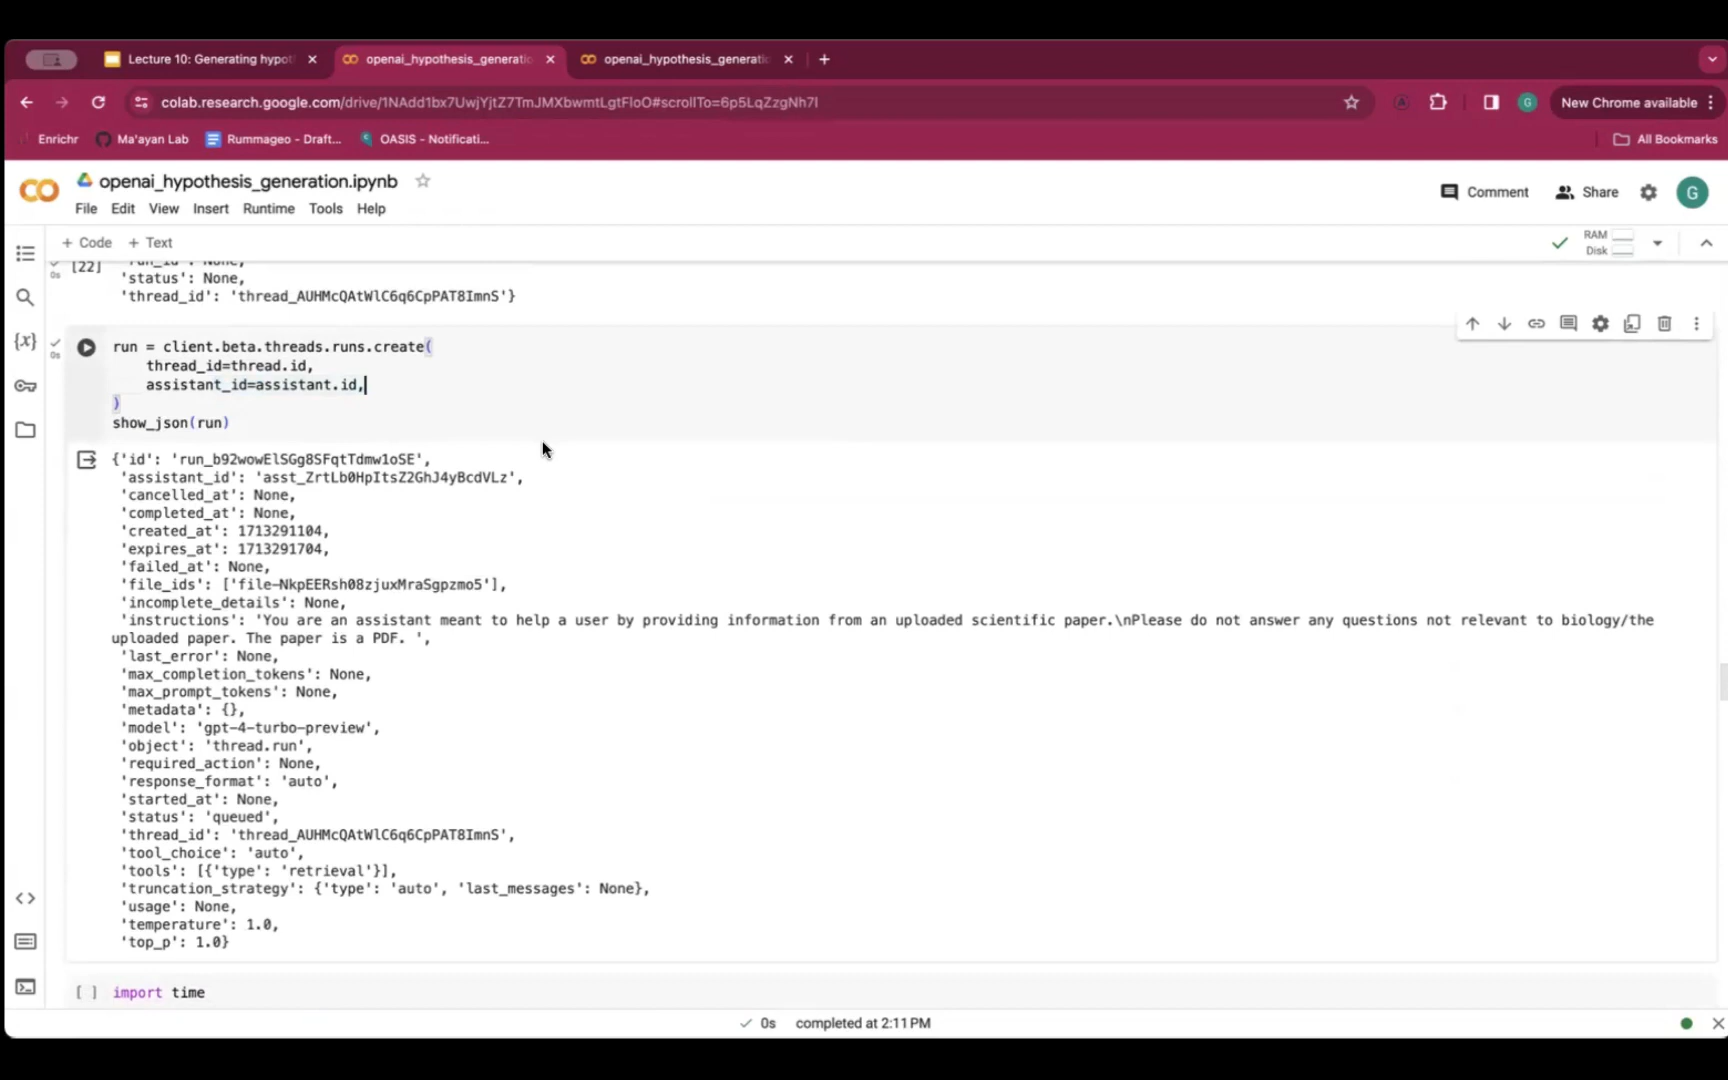 Lecture 10: Generating hypot
openai_hypothesis_generati
openai_hypothesis_generati
colab.research.google.com/drive/1NAdd1bx7UwjYjtZ7TmJMXbwmtLgtFloO#scrollTo=6p5LqZzgNh7I
G
New Chrome available
Enrichr
Ma'ayan Lab
Rummageo - Draft...
OASIS - Notificati...
All Bookmarks
openai_hypothesis_generation.ipynb
File Edit View Insert Runtime Tools Help
Comment
Share
G
+ Code + Text
RAM
Disk
[22]
0s
'status': None,
'thread_id': 'thread_AUHMcQAtWlC6q6CpPAT8ImnS'}
0s
run = client.beta.threads.runs.create(
thread_id=thread.id,
assistant_id=assistant.id,
)
show_json(run)
{'id': 'run_b92wowElSGg8SFqtTdmw1oSE',
'assistant_id': 'asst_ZrtLb0HpItsZ2GhJ4yBcdVLz',
'cancelled_at': None,
'completed_at': None,
'created_at': 1713291104,
'expires_at': 1713291704,
'failed_at': None,
'file_ids': ['file-NkpEERsh08zjuxMraSgpzmo5'],
'incomplete_details': None,
'instructions': 'You are an assistant meant to help a user by providing information from an uploaded scientific paper.\nPlease do not answer any questions not relevant to biology/the
uploaded paper. The paper is a PDF. ',
'last_error': None,
'max_completion_tokens': None,
'max_prompt_tokens': None,
'metadata': {},
'model': 'gpt-4-turbo-preview',
'object': 'thread.run',
'required_action': None,
'response_format': 'auto',
'started_at': None,
'status': 'queued',
'thread_id': 'thread_AUHMcQAtWlC6q6CpPAT8ImnS',
'tool_choice': 'auto',
'tools': [{'type': 'retrieval'}],
'truncation_strategy': {'type': 'auto', 'last_messages': None},
'usage': None,
'temperature': 1.0,
'top_p': 1.0}
[ ] import time
0s completed at 2:11 PM